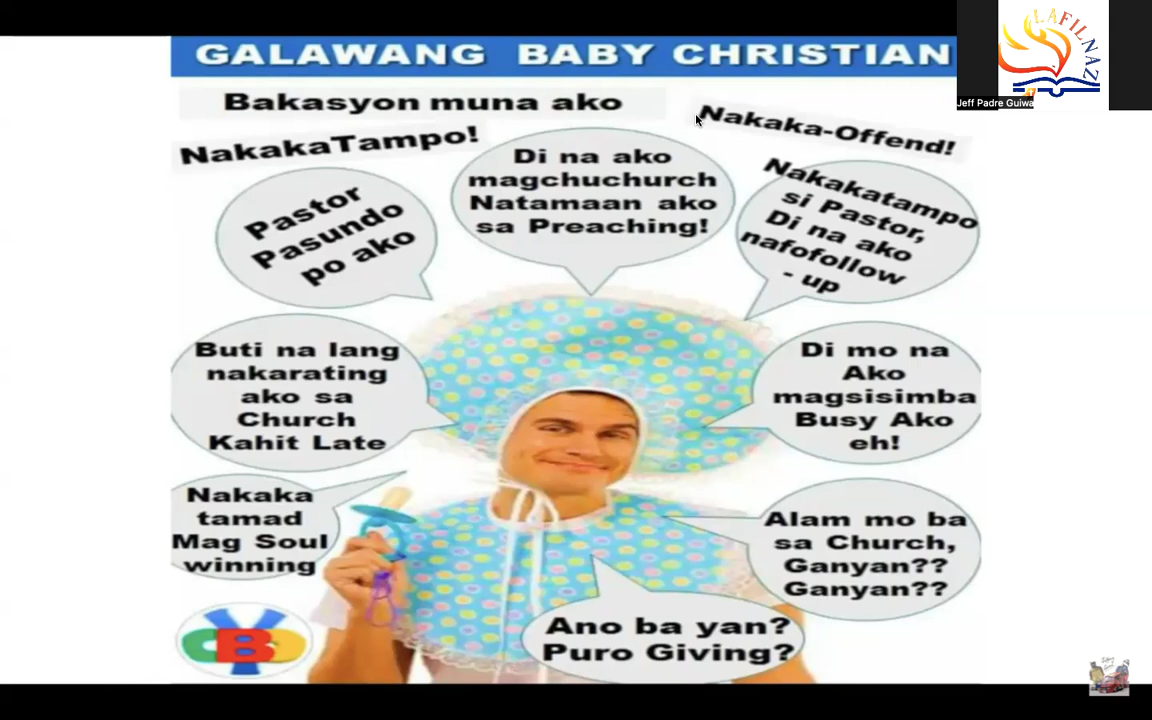 GALAWANG BABY CHRISTIAN
Bakasyon muna ako
NakakaTampo!
Nakaka-Offend!
Pastor
Pasundo
po ako
Di na ako
magchuchurch
Natamaan ako
sa Preaching!
Nakakatampo
si Pastor,
Di na ako
nafofollow
- up
Buti na lang
nakarating
ako sa
Church
Kahit Late
Di mo na
Ako
magsisimba
Busy Ako
eh!
Nakaka
tamad
Mag Soul
winning
Alam mo ba
sa Church,
Ganyan??
Ganyan??
Ano ba yan?
Puro Giving?
LAFILNAZ
Jeff Padre Guiwa